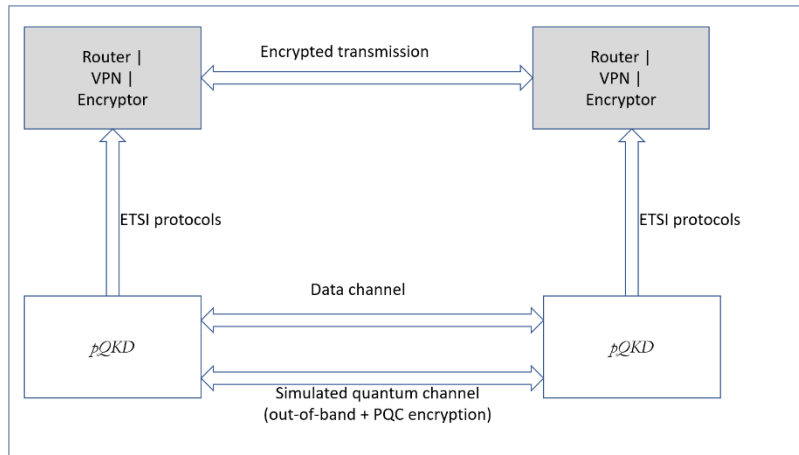 Router |
VPN |
Encryptor
Encrypted transmission
Router |
VPN |
Encryptor
ETSI protocols
ETSI protocols
Data channel
pQKD
pQKD
Simulated quantum channel
(out-of-band + PQC encryption)